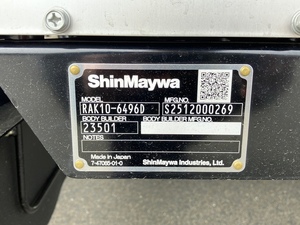 ShinMaywa
MODEL MFG.NO.
RAK10-6496D S2512000269
BODY BUILDER BODY BUILDER MFG.NO.
23501
NOTES
Made in Japan
7-47055-01-0 ShinMaywa Industries, Ltd.